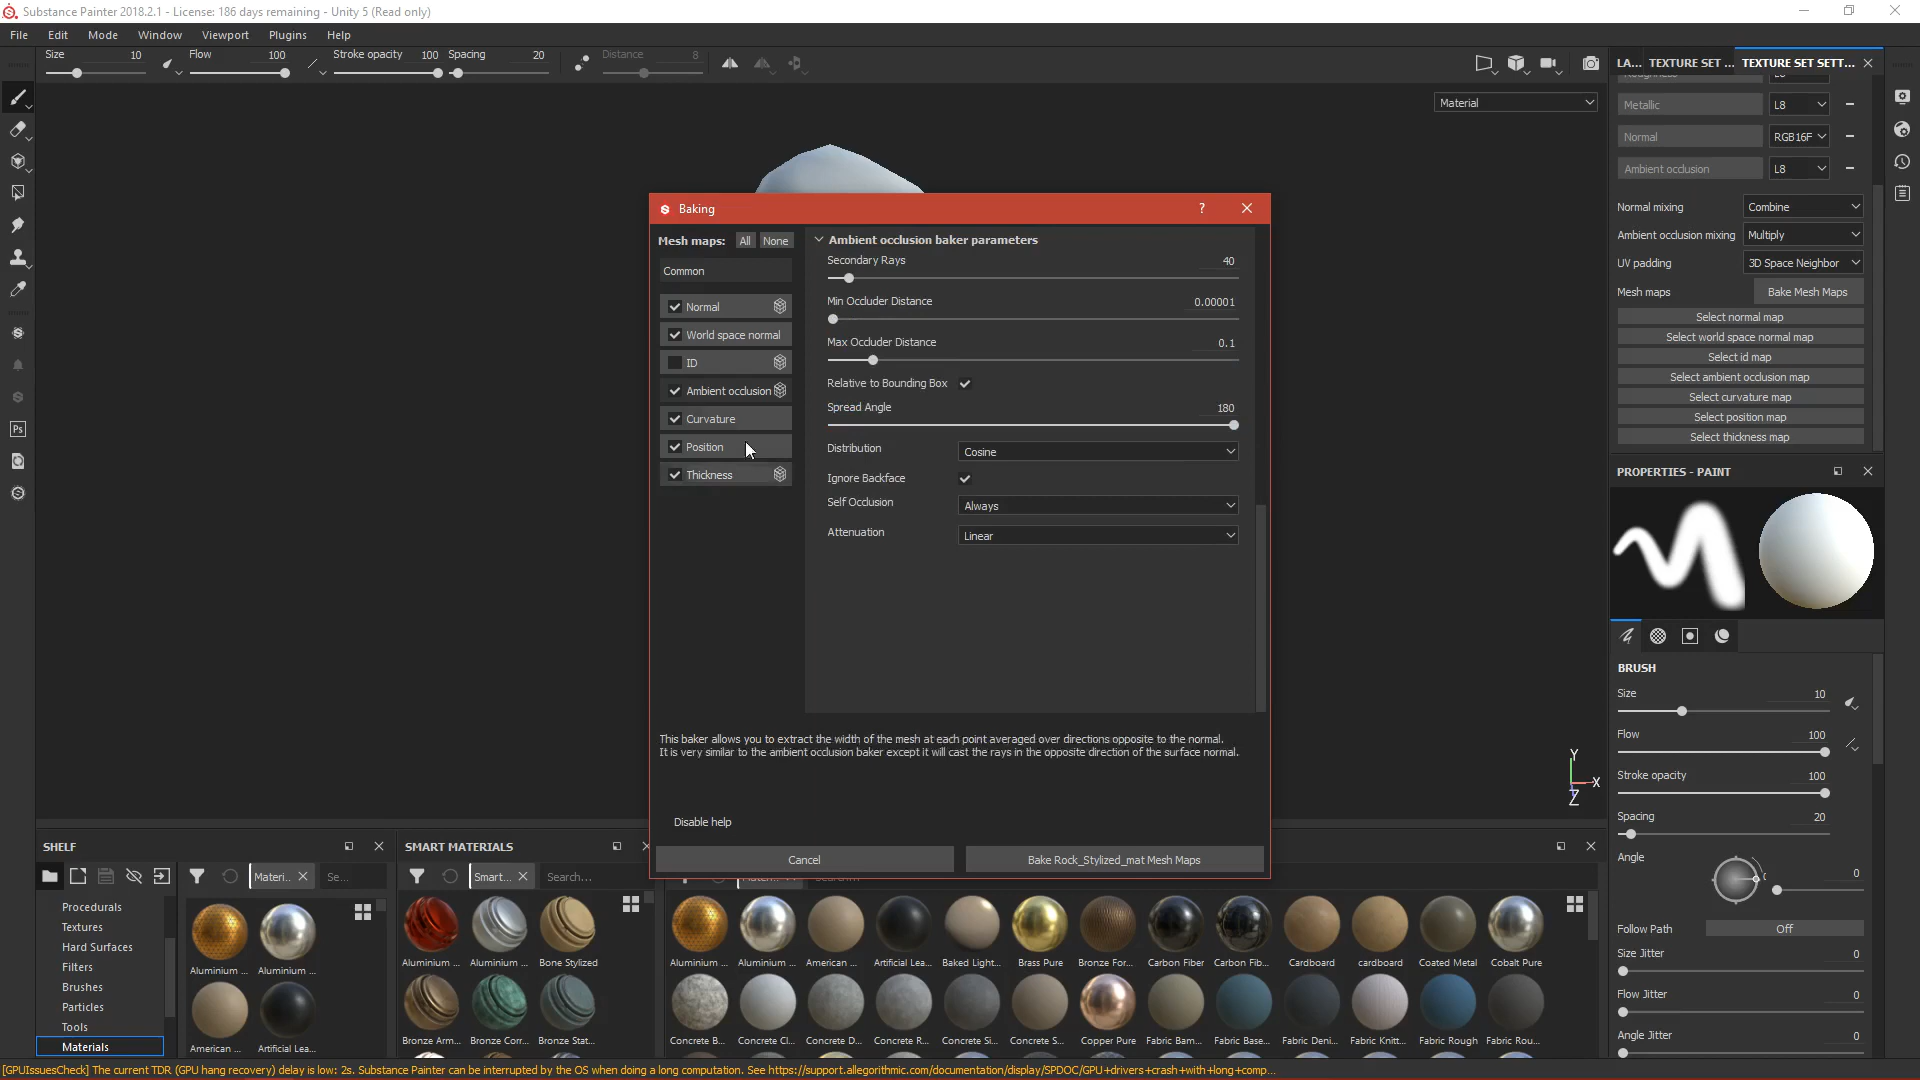 Substance Painter 2018.2.1 - License: 186 days remaining - Unity 5 (Read only)
File Edit Mode Window Viewport Plugins Help
Size 10 Flow 100 Stroke opacity 100 Spacing 20 Distance 8
LA... TEXTURE SET ... TEXTURE SET SETT...
Material
Metallic L8
Normal RGB16F
Ambient occlusion L8
Normal mixing Combine
Ambient occlusion mixing Multiply
UV padding 3D Space Neighbor
Mesh maps Bake Mesh Maps
Select normal map
Select world space normal map
Select id map
Select ambient occlusion map
Select curvature map
Select position map
Select thickness map
Baking ?
Mesh maps: All None
Common
Normal
World space normal
ID
Ambient occlusion
Curvature
Position
Thickness
Ambient occlusion baker parameters
Secondary Rays 40
Min Occluder Distance 0.00001
Max Occluder Distance 0.1
Relative to Bounding Box
Spread Angle 180
Distribution Cosine
Ignore Backface
Self Occlusion Always
Attenuation Linear
This baker allows you to extract the width of the mesh at each point averaged over directions opposite to the normal.
It is very similar to the ambient occlusion baker except it will cast the rays in the opposite direction of the surface normal.
Disable help
Cancel Bake Rock_Stylized_mat Mesh Maps
Y
X
Z
PROPERTIES - PAINT
BRUSH
Size 10
Flow 100
Stroke opacity 100
Spacing 20
Angle 0
Follow Path Off
Size Jitter 0
Flow Jitter 0
Angle Jitter 0
Ps
SHELF
Materi... Se...
Procedurals
Textures
Hard Surfaces
Filters
Brushes
Particles
Tools
Materials
Aluminium ... Aluminium ...
American ... Artificial Lea...
SMART MATERIALS
Smart... Search...
Aluminium ... Aluminium ... Bone Stylized
Bronze Arm... Bronze Corr... Bronze Stat...
Aluminium ... Aluminium ... American ... Artificial Lea... Baked Light... Brass Pure Bronze For... Carbon Fiber Carbon Fib... Cardboard cardboard Coated Metal Cobalt Pure
Concrete B... Concrete Cl... Concrete D... Concrete R... Concrete Si... Concrete S... Copper Pure Fabric Bam... Fabric Base... Fabric Deni... Fabric Knitt... Fabric Rough Fabric Rou...
[GPUIssuesCheck] The current TDR (GPU hang recovery) delay is low: 2s. Substance Painter can be interrupted by the OS when doing a long computation. See https://support.allegorithmic.com/documentation/display/SPDOC/GPU+drivers+crash+with+long+comp...